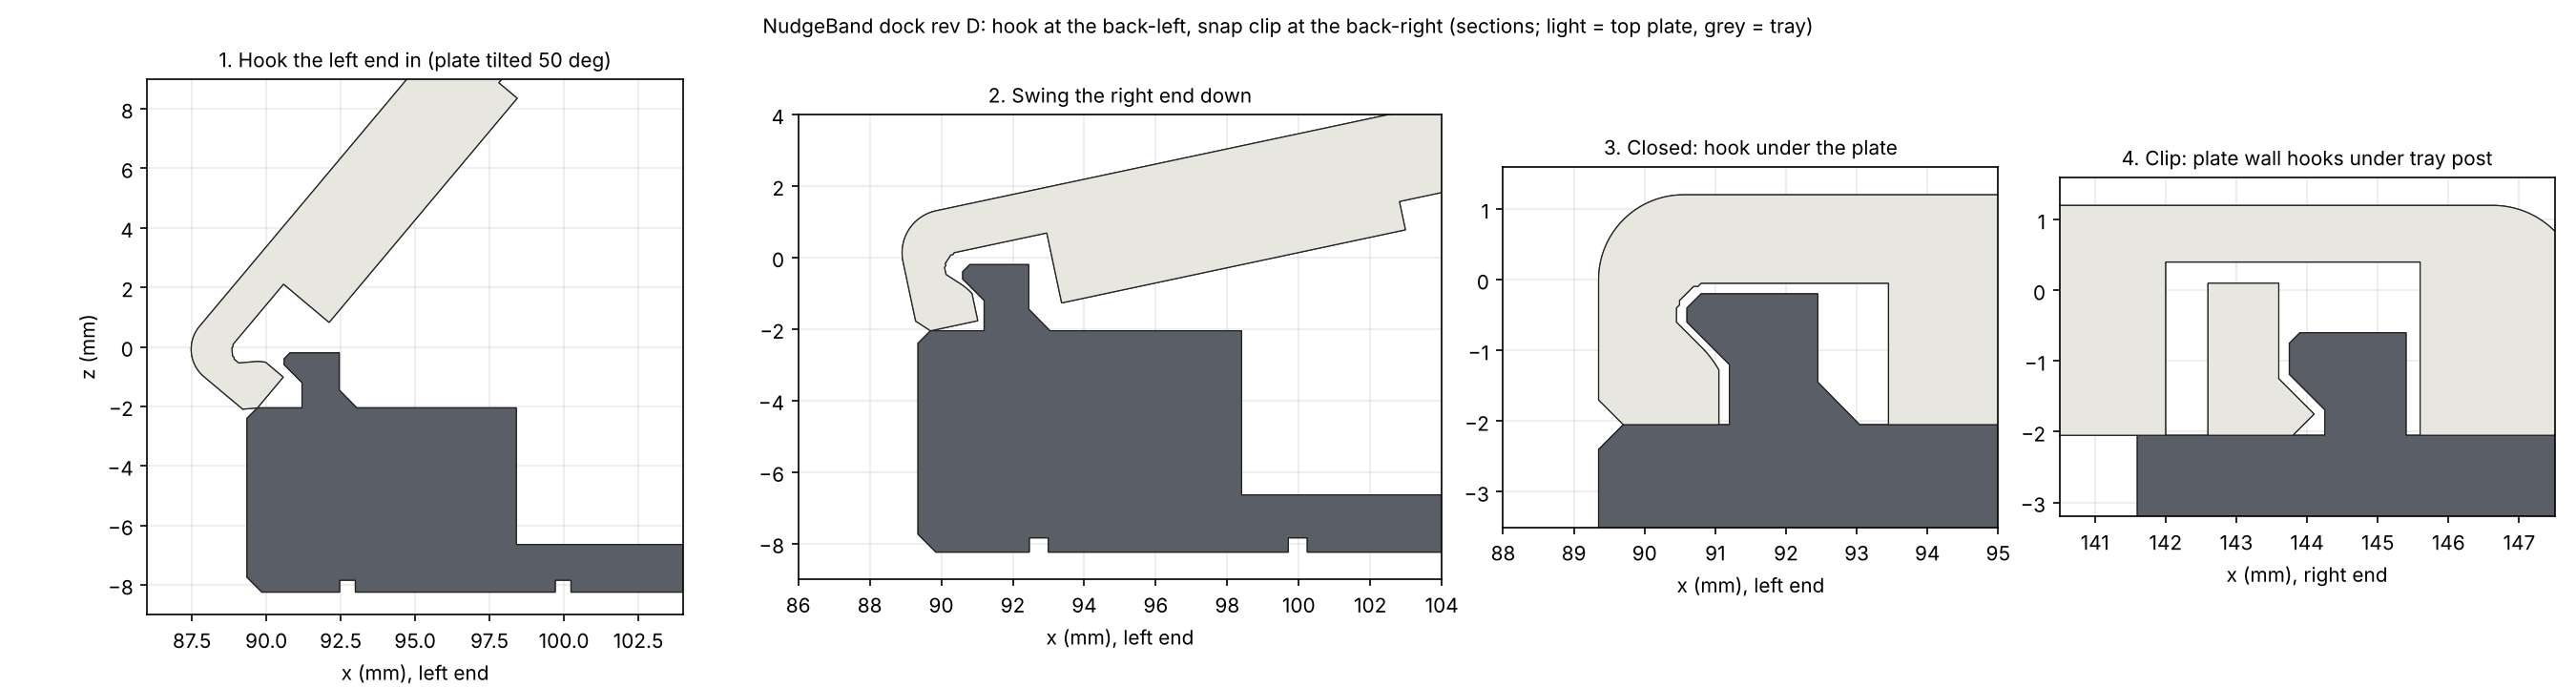 NudgeBand dock rev D: hook at the back-left, snap clip at the back-right (sections; light = top plate, grey = tray)
1. Hook the left end in (plate tilted 50 deg)
z (mm)
8
6
4
2
0
−2
−4
−6
−8
87.5 90.0 92.5 95.0 97.5 100.0 102.5
x (mm), left end
2. Swing the right end down
4
2
0
−2
−4
−6
−8
86 88 90 92 94 96 98 100 102 104
x (mm), left end
3. Closed: hook under the plate
1
0
−1
−2
−3
88 89 90 91 92 93 94 95
x (mm), left end
4. Clip: plate wall hooks under tray post
1
0
−1
−2
−3
141 142 143 144 145 146 147
x (mm), right end